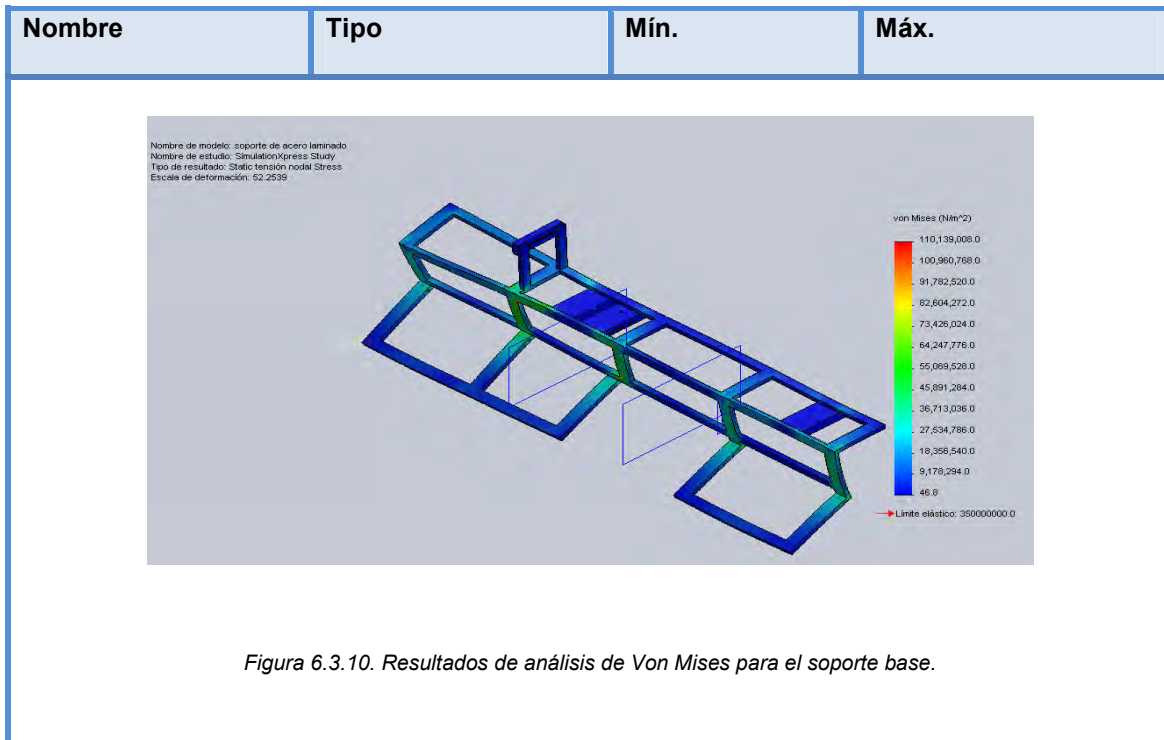 Nombre Tipo Mín. Máx.
Nombre de modelo: soporte de acero laminado
Nombre de estudio: SimulationXpress Study
Tipo de resultado: Static tensión nodal Stress
Escala de deformación: 52.2539
von Mises (N/m^2)
110,139,008.0
100,960,768.0
91,782,520.0
82,604,272.0
73,426,024.0
64,247,776.0
55,069,528.0
45,891,284.0
36,713,036.0
27,534,786.0
18,356,540.0
9,178,294.0
46.8
Límite elástico: 350000000.0
Figura 6.3.10. Resultados de análisis de Von Mises para el soporte base.